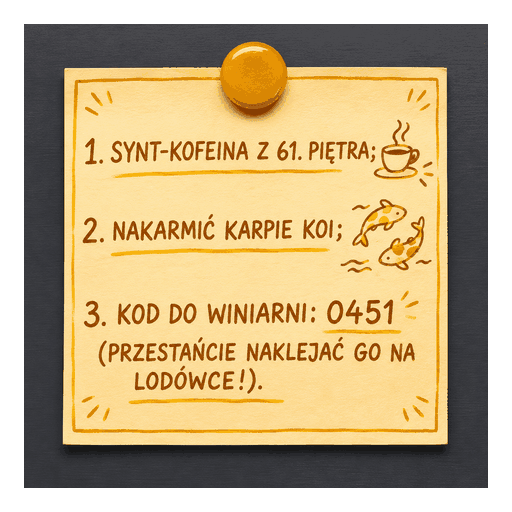 1. SYNT-KOFEINA Z 61. PIĘTRA;
2. NAKARMIĆ KARPIE KOI;
3. KOD DO WINIARNI: 0451
(PRZESTAŃCIE NAKLEJAĆ GO NA
LODÓWCE!).